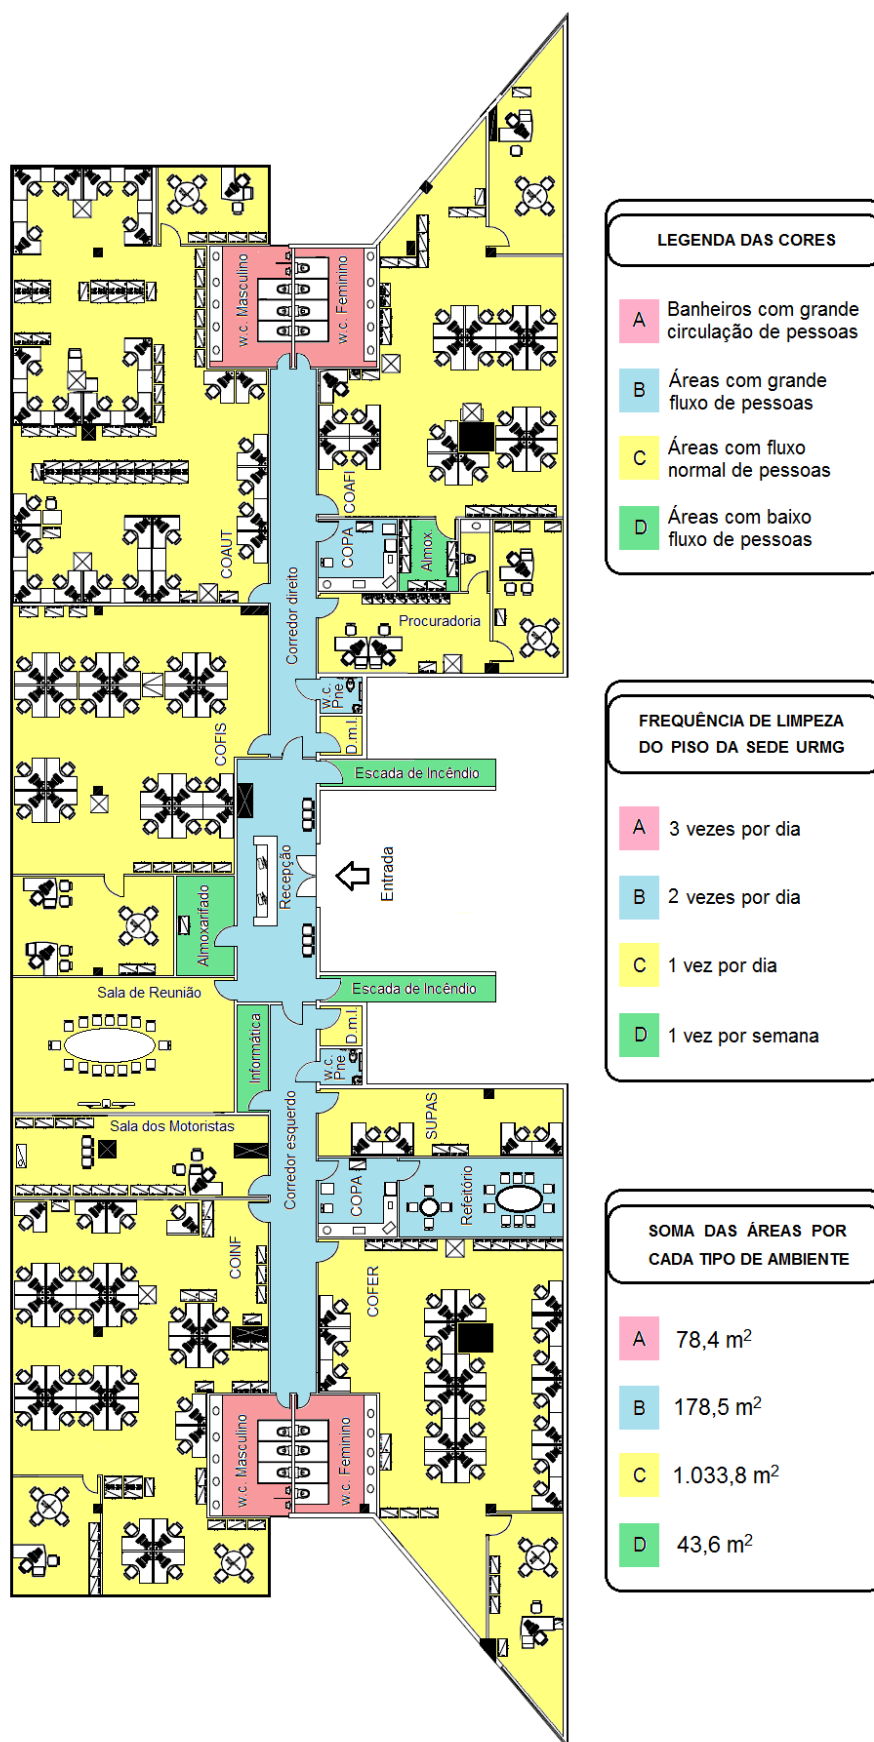 w.c. Masculino
w.c. Feminino
COAUT
COAFI
COPA
Almox.
Corredor direito
Procuradoria
COFIS
w.c.
Pne
D.m.l.
Escada de Incêndio
Recepção
Entrada
Almoxarifado
Escada de Incêndio
Sala de Reunião
Informática
D.m.l.
w.c.
Pne
Sala dos Motoristas
SUPAS
Corredor esquerdo
COPA
Refeitório
COINF
COFER
w.c. Masculino
w.c. Feminino
LEGENDA DAS CORES
A Banheiros com grande
circulação de pessoas
B Áreas com grande
fluxo de pessoas
C Áreas com fluxo
normal de pessoas
D Áreas com baixo
fluxo de pessoas
FREQUÊNCIA DE LIMPEZA
DO PISO DA SEDE URMG
A 3 vezes por dia
B 2 vezes por dia
C 1 vez por dia
D 1 vez por semana
SOMA DAS ÁREAS POR
CADA TIPO DE AMBIENTE
A 78,4 m²
B 178,5 m²
C 1.033,8 m²
D 43,6 m²